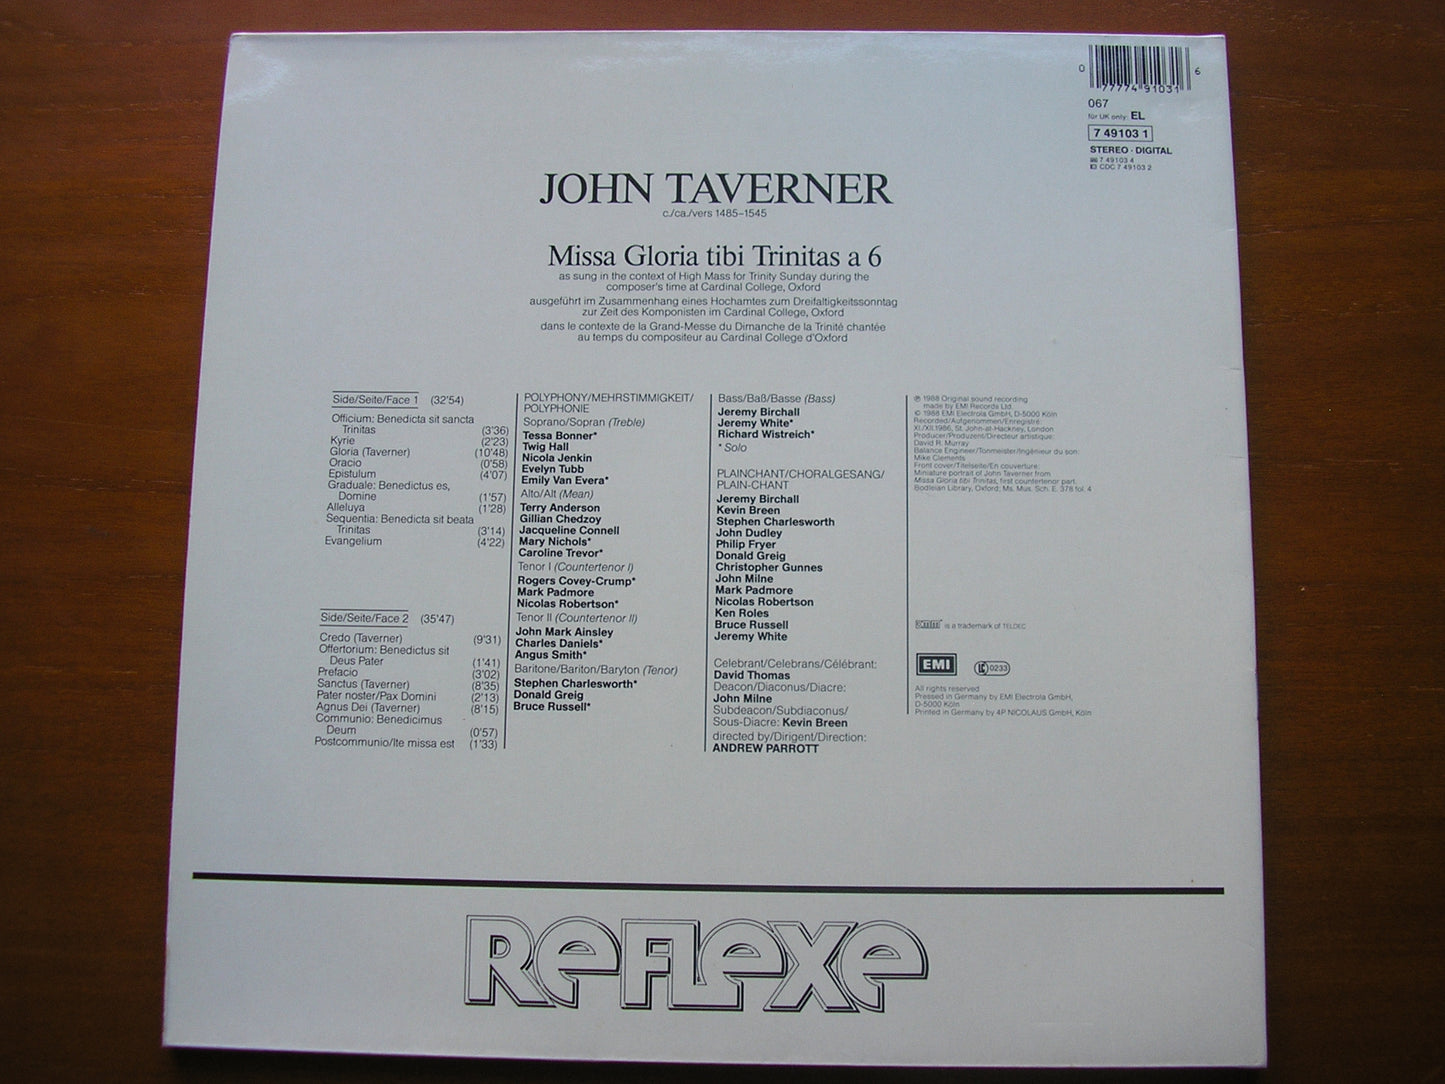 0 77774 91031 6
067
für UK only: EL
7 49103 1
STEREO · DIGITAL
7 49103 4
CDC 7 49103 2
JOHN TAVERNER
c./ca./vers 1485–1545
Missa Gloria tibi Trinitas a 6
as sung in the context of High Mass for Trinity Sunday during the
composer's time at Cardinal College, Oxford
ausgeführt im Zusammenhang eines Hochamtes zum Dreifaltigkeitssonntag
zur Zeit des Komponisten im Cardinal College, Oxford
dans le contexte de la Grand-Messe du Dimanche de la Trinité chantée
au temps du compositeur au Cardinal College d'Oxford
Side/Seite/Face 1 (32'54)
Officium: Benedicta sit sancta
Trinitas (3'36)
Kyrie (2'23)
Gloria (Taverner) (10'48)
Oracio (0'58)
Epistulum (4'07)
Graduale: Benedictus es,
Domine (1'57)
Alleluya (1'28)
Sequentia: Benedicta sit beata
Trinitas (3'14)
Evangelium (4'22)
Side/Seite/Face 2 (35'47)
Credo (Taverner) (9'31)
Offertorium: Benedictus sit
Deus Pater (1'41)
Prefacio (3'02)
Sanctus (Taverner) (8'35)
Pater noster/Pax Domini (2'13)
Agnus Dei (Taverner) (8'15)
Communio: Benedicimus
Deum (0'57)
Postcommunio/Ite missa est (1'33)
POLYPHONY/MEHRSTIMMIGKEIT/
POLYPHONIE
Soprano/Sopran (Treble)
Tessa Bonner*
Twig Hall
Nicola Jenkin
Evelyn Tubb
Emily Van Evera*
Alto/Alt (Mean)
Terry Anderson
Gillian Chedzoy
Jacqueline Connell
Mary Nichols*
Caroline Trevor*
Tenor I (Countertenor I)
Rogers Covey-Crump*
Mark Padmore
Nicolas Robertson*
Tenor II (Countertenor II)
John Mark Ainsley
Charles Daniels*
Angus Smith*
Baritone/Bariton/Baryton (Tenor)
Stephen Charlesworth*
Donald Greig
Bruce Russell*
Bass/Baß/Basse (Bass)
Jeremy Birchall
Jeremy White*
Richard Wistreich*
* Solo
PLAINCHANT/CHORALGESANG/
PLAIN-CHANT
Jeremy Birchall
Kevin Breen
Stephen Charlesworth
John Dudley
Philip Fryer
Donald Greig
Christopher Gunnes
John Milne
Mark Padmore
Nicolas Robertson
Ken Roles
Bruce Russell
Jeremy White
Celebrant/Celebrans/Célébrant:
David Thomas
Deacon/Diaconus/Diacre:
John Milne
Subdeacon/Subdiaconus/
Sous-Diacre: Kevin Breen
directed by/Dirigent/Direction:
ANDREW PARROTT
℗ 1988 Original sound recording
made by EMI Records Ltd.
© 1988 EMI Electrola GmbH, D-5000 Köln
Recorded/Aufgenommen/Enregistré:
XI./XII.1986, St. John-at-Hackney, London
Producer/Produzent/Directeur artistique:
David R. Murray
Balance Engineer/Tonmeister/Ingénieur du son:
Mike Clements
Front cover/Titelseite/En couverture:
Miniature portrait of John Taverner from
Missa Gloria tibi Trinitas, first countertenor part.
Bodleian Library, Oxford; Ms. Mus. Sch. E. 378 fol. 4
is a trademark of TELDEC
EMI
LC 0233
All rights reserved
Pressed in Germany by EMI Electrola GmbH,
D-5000 Köln
Printed in Germany by 4P NICOLAUS GmbH, Köln
REFLEXE